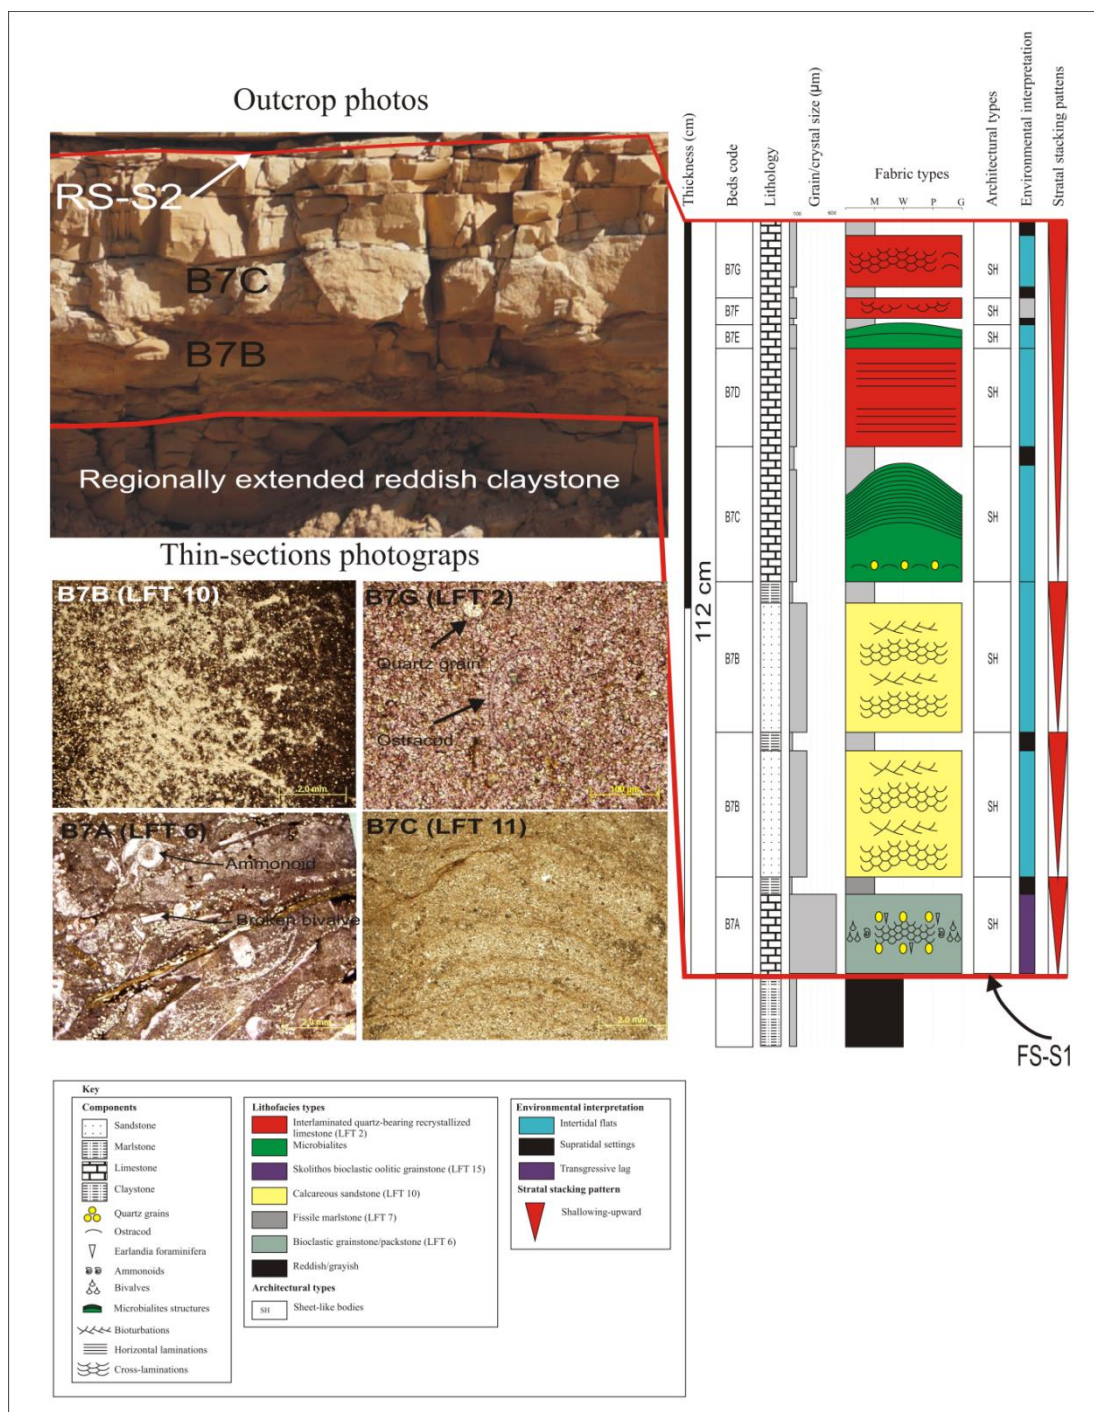 Outcrop photos
RS-S2
B7C
B7B
Regionally extended reddish claystone
Thin-sections photograps
B7B (LFT 10)
2.0 mm
B7G (LFT 2)
Quartz grain
Ostracod
100 µm
B7A (LFT 6)
Ammonoid
Broken bivalve
2.0 mm
B7C (LFT 11)
2.0 mm
Thickness (cm)
Beds code
Lithology
Grain/crystal size (µm)
Fabric types
Architectural types
Environmental interpretation
Stratal stacking pattens
M W P G
B7G SH
B7F SH
B7E SH
B7D SH
B7C SH
112 cm
B7B SH
B7B SH
B7A SH
FS-S1
Key
Components
Sandstone
Marlstone
Limestone
Claystone
Quartz grains
Ostracod
Earlandia foraminifera
Ammonoids
Bivalves
Microbialites structures
Bioturbations
Horizontal laminations
Cross-laminations
Lithofacies types
Interlaminated quartz-bearing recrystallized
limestone (LFT 2)
Microbialites
Skolithos bioclastic oolitic grainstone (LFT 15)
Calcareous sandstone (LFT 10)
Fissile marlstone (LFT 7)
Bioclastic grainstone/packstone (LFT 6)
Reddish/grayish
Architectural types
SH Sheet-like bodies
Environmental interpretation
Intertidal flats
Supratidal settings
Transgressive lag
Stratal stacking pattern
Shallowing-upward